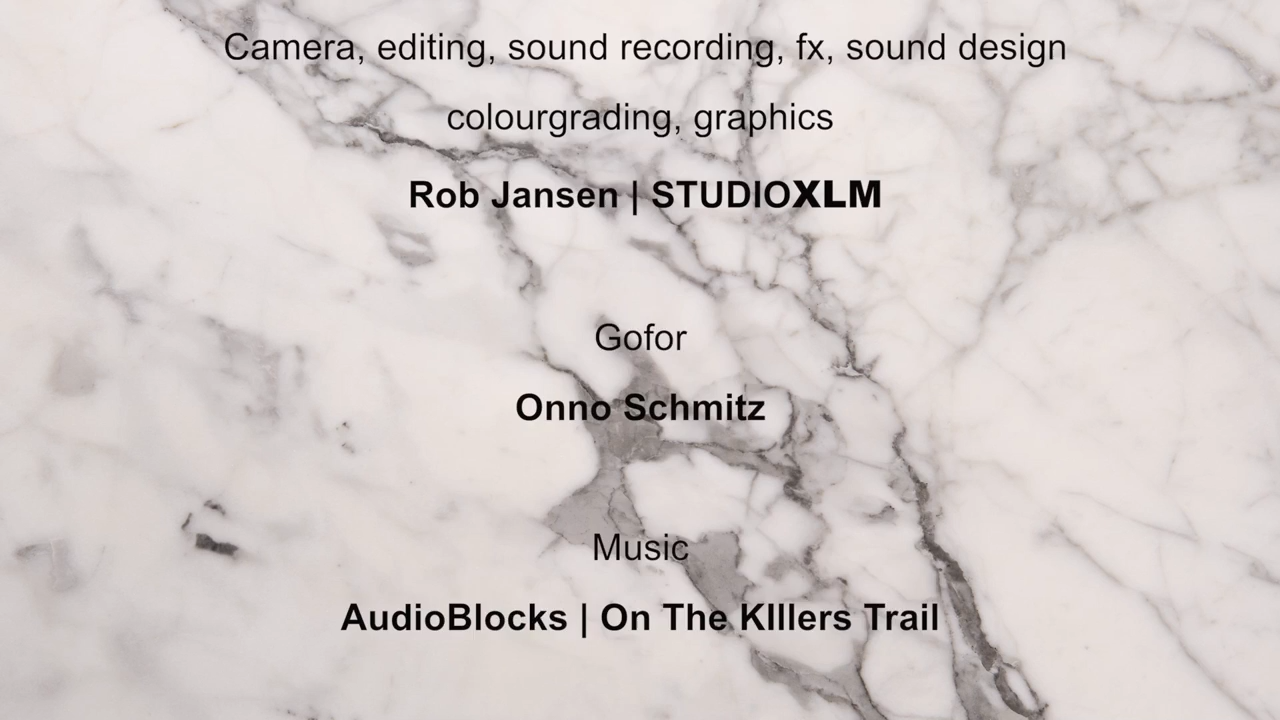 Camera, editing, sound recording, fx, sound design
colourgrading, graphics
Rob Jansen | STUDIOXLM
Gofor
Onno Schmitz
Music
AudioBlocks | On The KIllers Trail